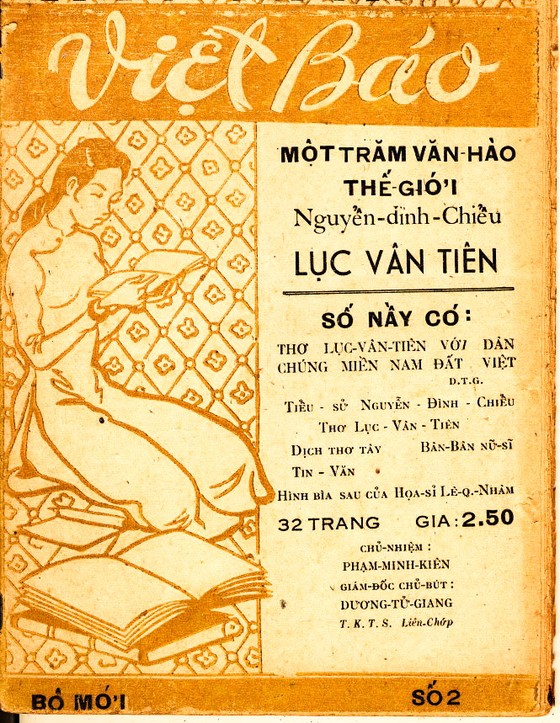 Việt Báo
MỘT TRĂM VĂN-HÀO
THẾ-GIỚI
Nguyễn-đình-Chiểu
LỤC VÂN TIÊN
SỐ NẦY CÓ:
THƠ LỤC-VÂN-TIÊN VỚI DÂN
CHÚNG MIỀN NAM ĐẤT VIỆT
D.T.G.
TIỂU - SỬ NGUYỄN - ĐÌNH - CHIỂU
THƠ LỤC - VÂN - TIÊN
DỊCH THƠ TÂY BÂN-BÂN NỮ-SĨ
TIN - VĂN
HÌNH BÌA SAU CỦA HỌA-SĨ LÊ-Q.-NHÂM
32 TRANG GIA: 2.50
CHỦ-NHIỆM :
PHẠM-MINH-KIÊN
GIÁM-ĐỐC CHỦ-BÚT :
DƯƠNG-TỬ-GIANG
T. K. T. S. Liên-Chớp
BỘ MỚI SỐ 2